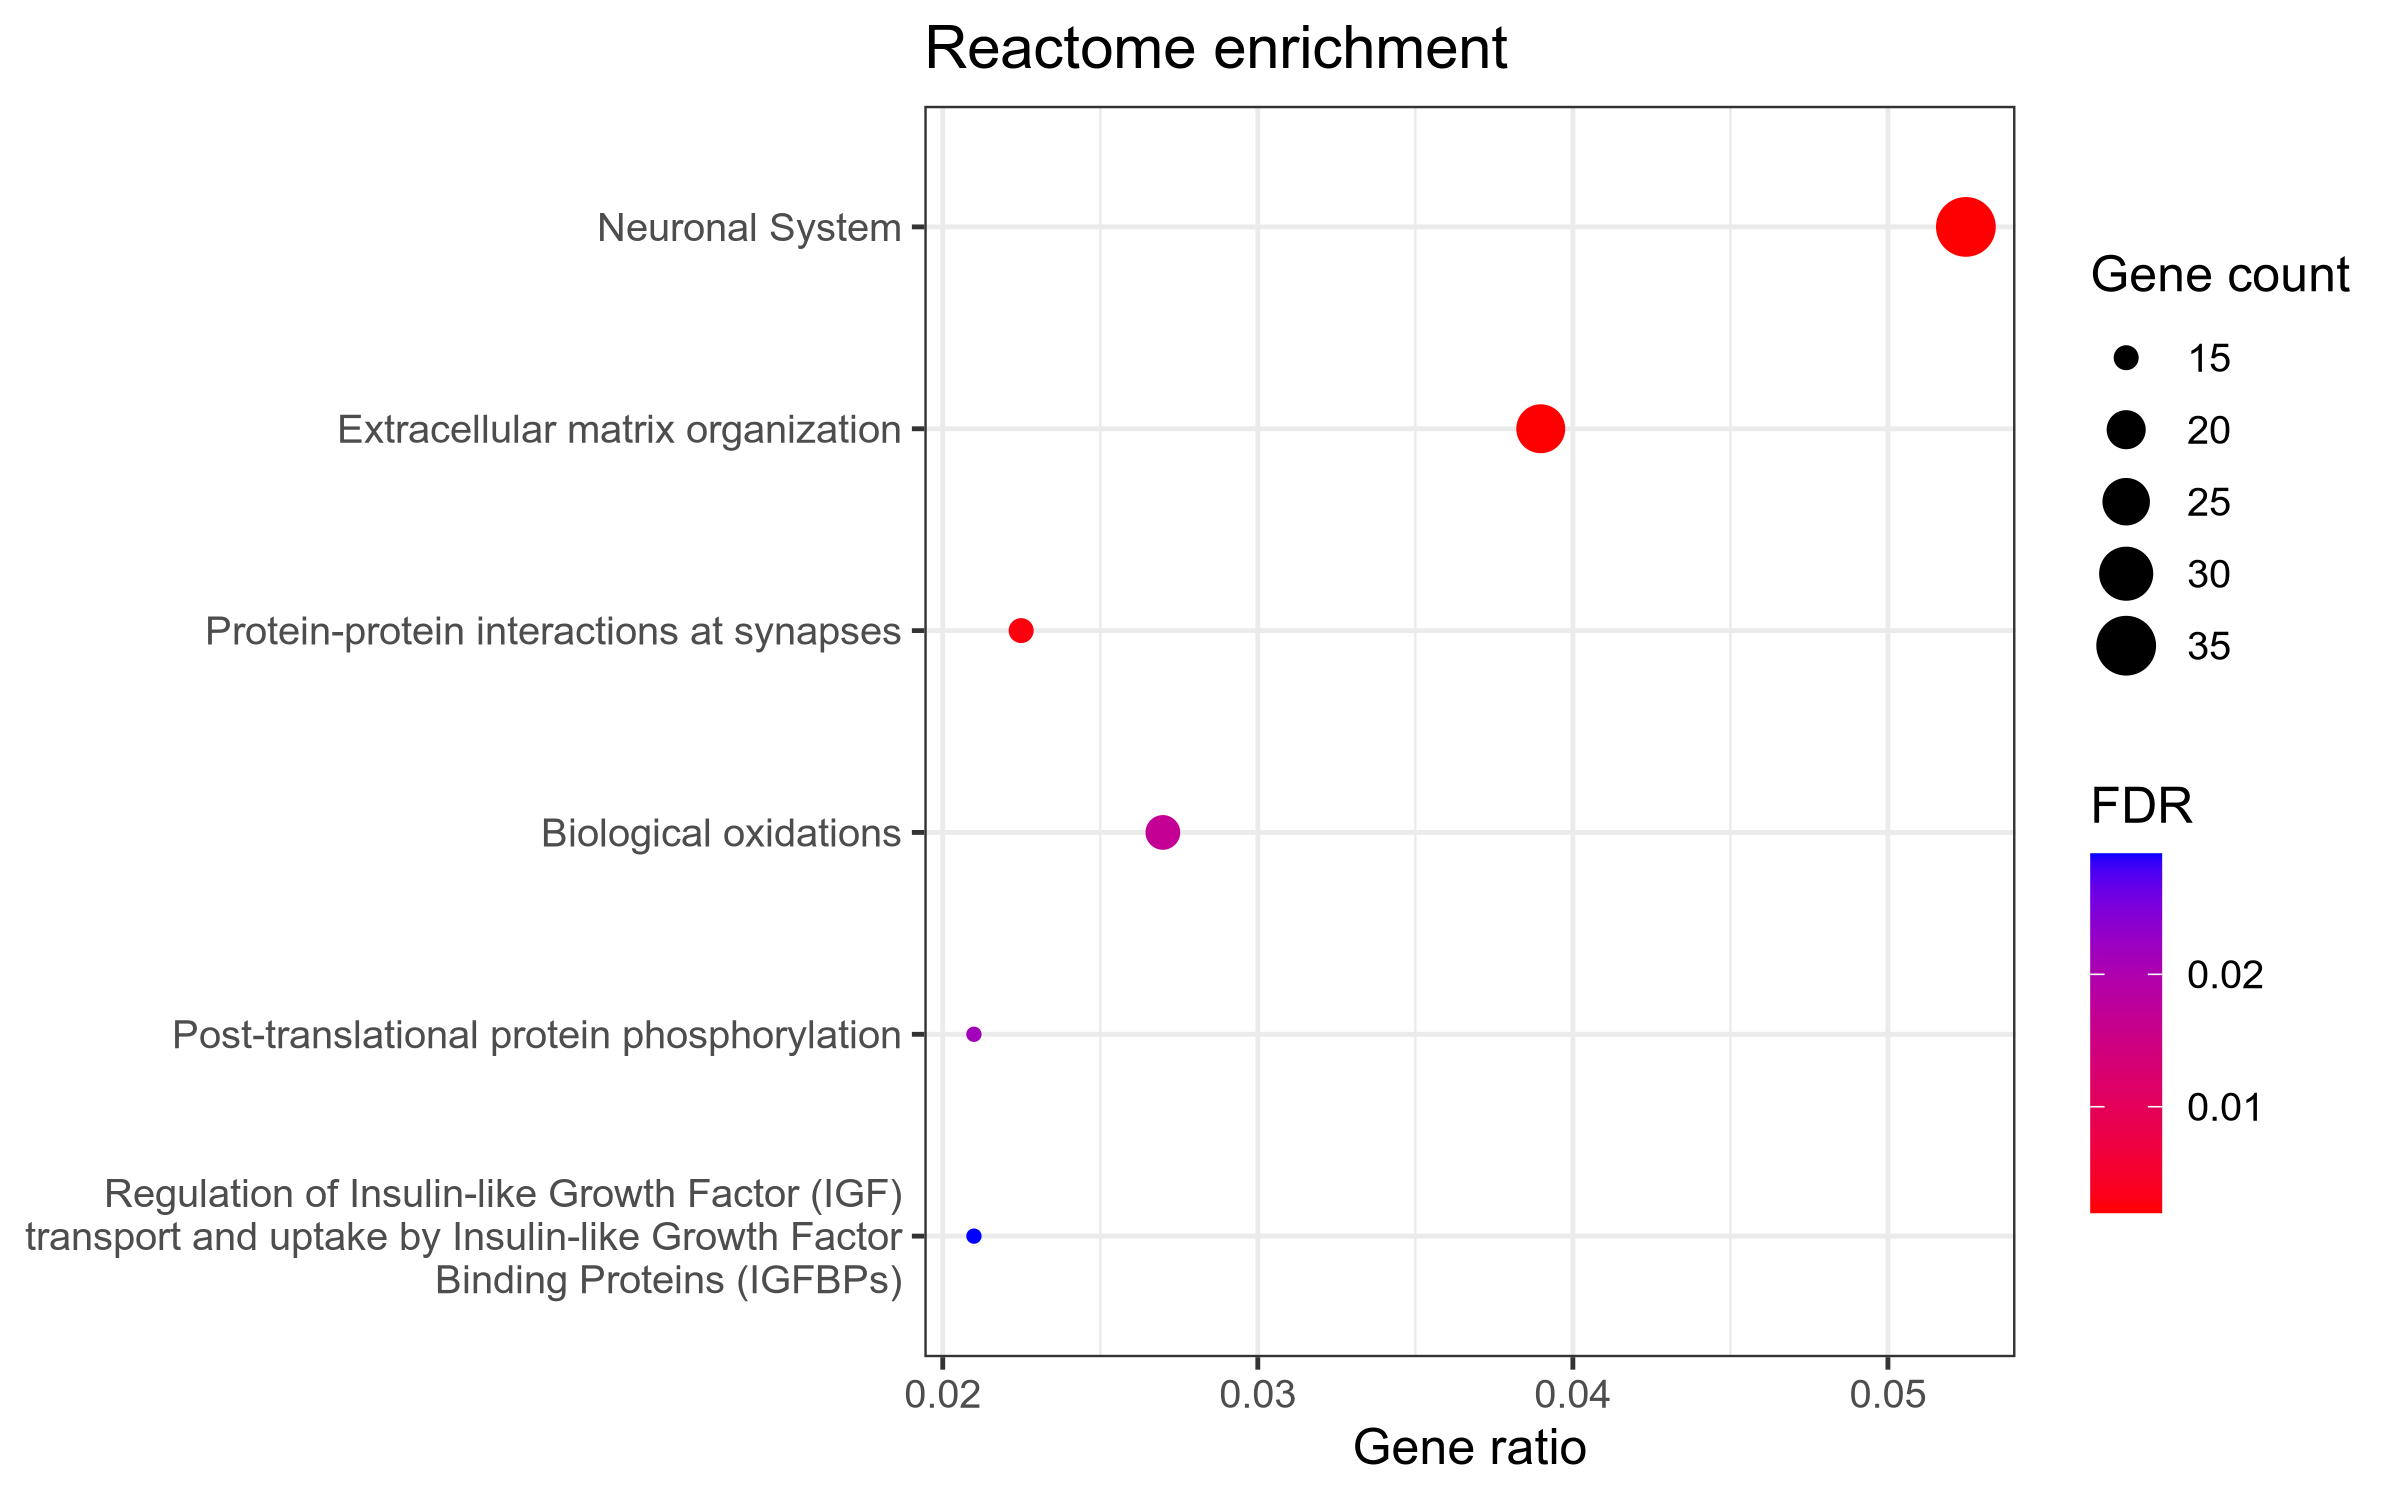 Reactome enrichment
Neuronal System
Extracellular matrix organization
Protein-protein interactions at synapses
Biological oxidations
Post-translational protein phosphorylation
Regulation of Insulin-like Growth Factor (IGF)
transport and uptake by Insulin-like Growth Factor
Binding Proteins (IGFBPs)
0.02
0.03
0.04
0.05
Gene ratio
Gene count
15
20
25
30
35
FDR
0.02
0.01